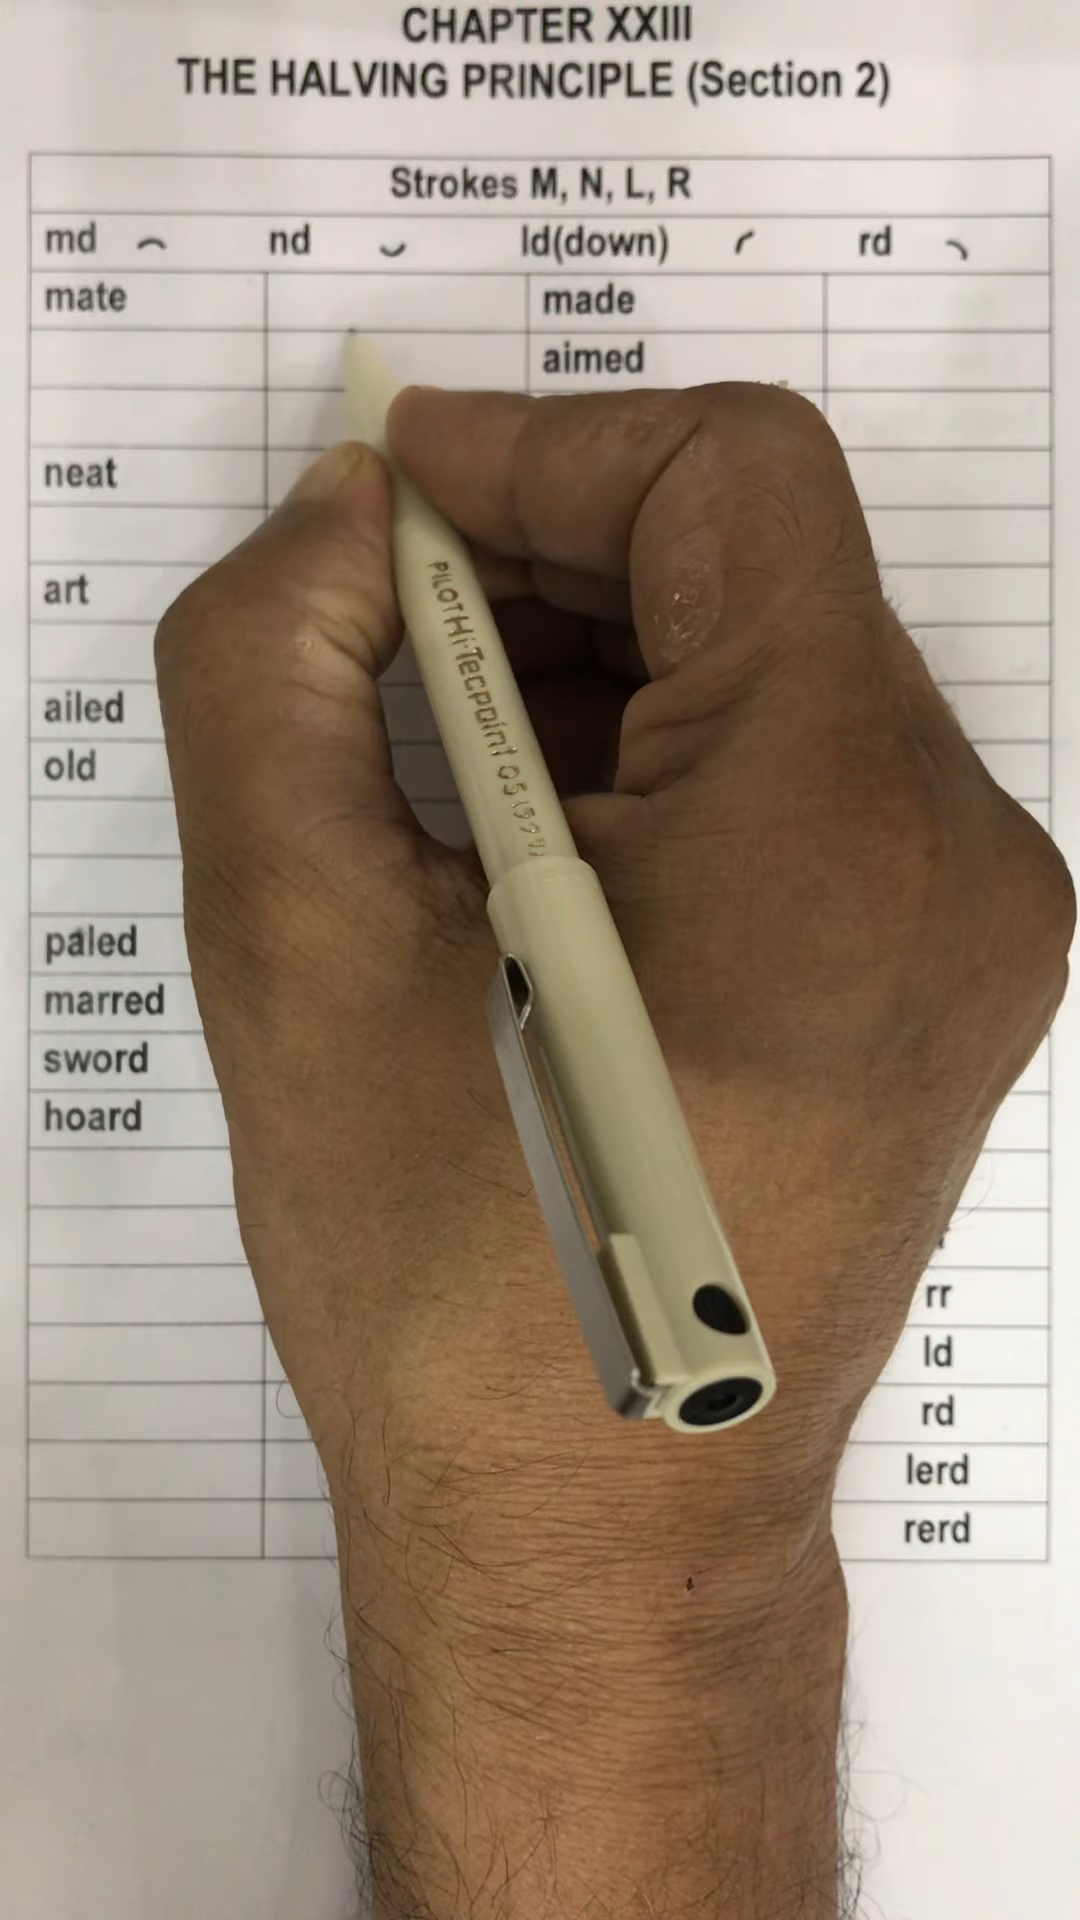 CHAPTER XXIII
THE HALVING PRINCIPLE (Section 2)
Strokes M, N, L, R
md nd ld(down) rd
mate made
aimed
neat
art
ailed
old
paled
marred
sword
hoard
rr
ld
rd
lerd
rerd
PILOT Hi-Tecpoint 05